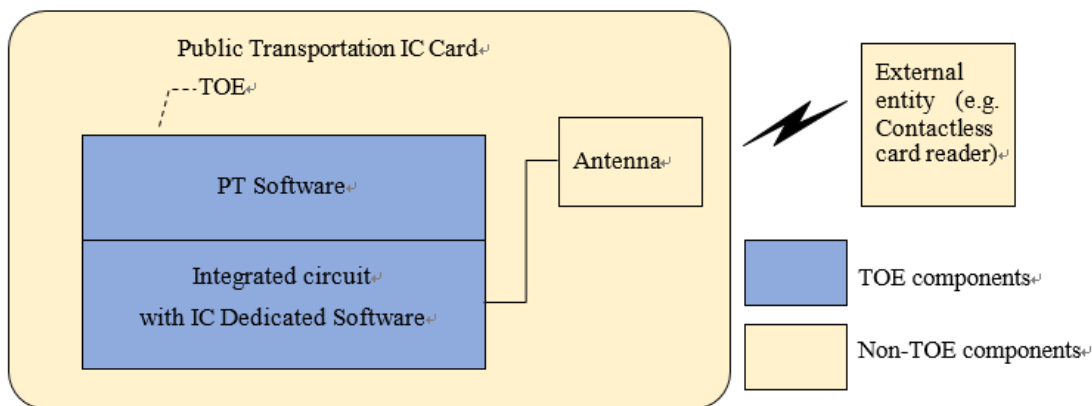 Public Transportation IC Card
TOE
PT Software
Integrated circuit
with IC Dedicated Software
Antenna
External
entity (e.g.
Contactless
card reader)
TOE components
Non-TOE components